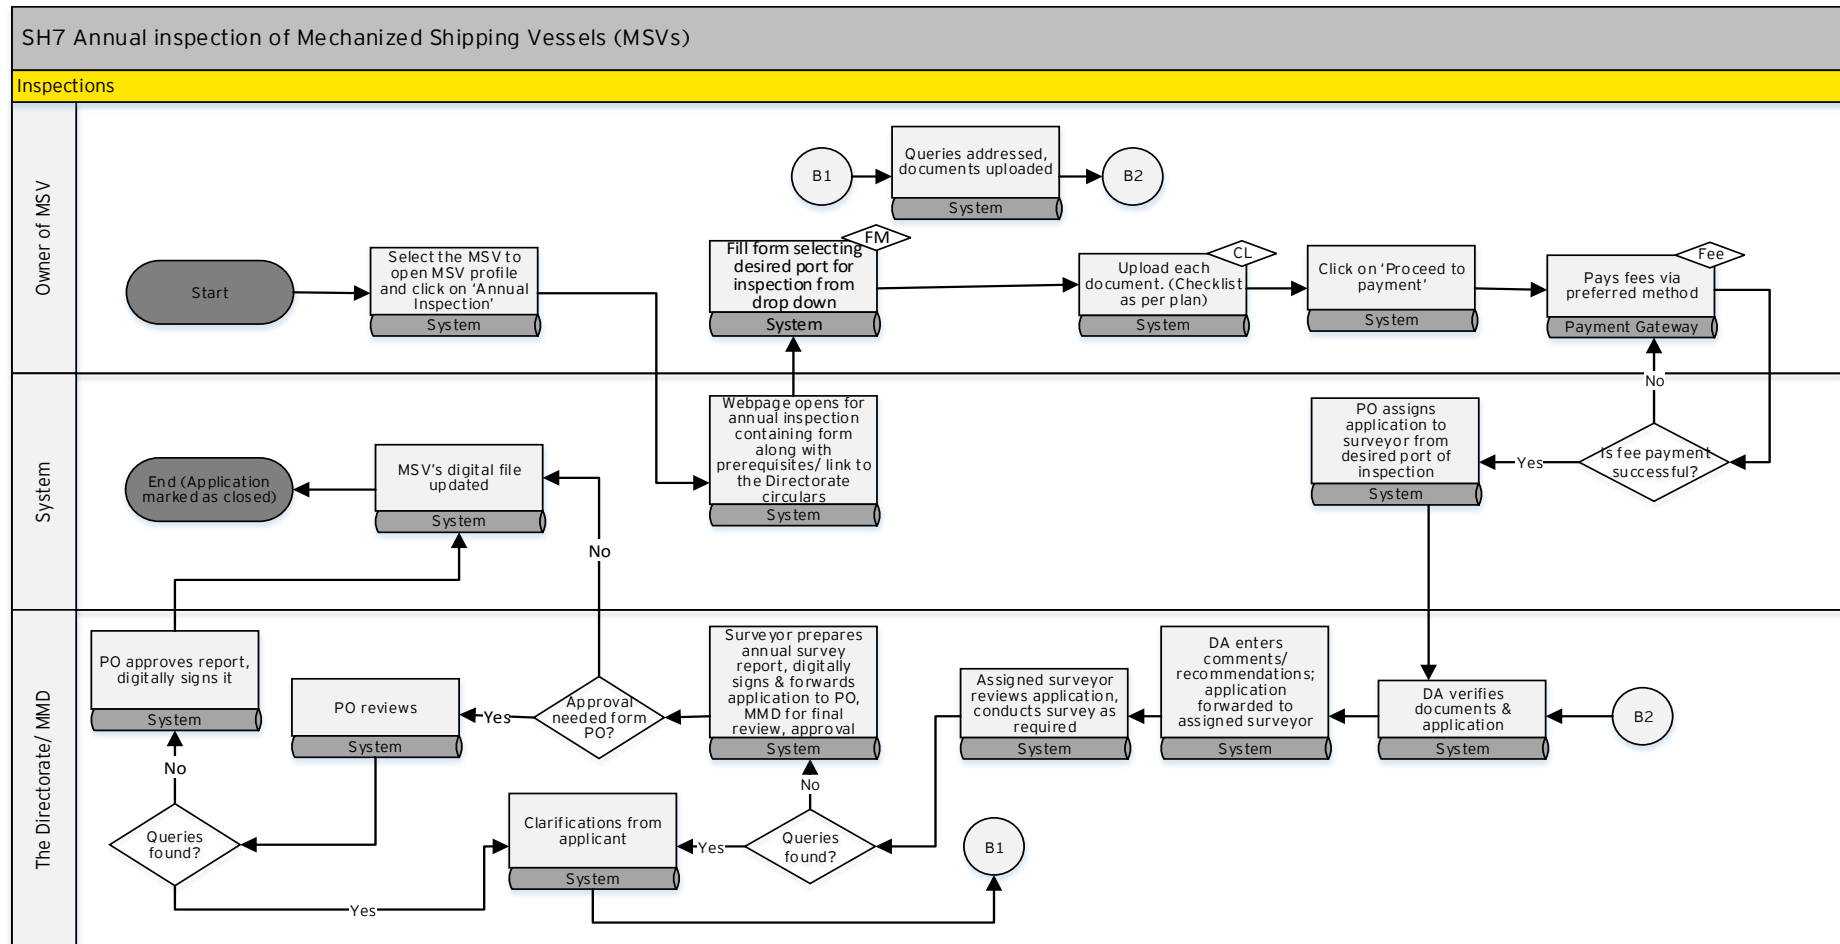 SH7 Annual inspection of Mechanized Shipping Vessels (MSVs)
Inspections
Owner of MSV
B1
Queries addressed,
documents uploaded
System
B2
Start
Select the MSV to
open MSV profile
and click on ‘Annual
Inspection’
System
FM
Fill form selecting
desired port for
inspection from
drop down
System
CL
Upload each
document. (Checklist
as per plan)
System
Click on ‘Proceed to
payment’
System
Fee
Pays fees via
preferred method
Payment Gateway
System
No
Webpage opens for
annual inspection
containing form
along with
prerequisites/ link to
the Directorate
circulars
System
PO assigns
application to
surveyor from
desired port of
inspection
System
Yes
Is fee payment
successful?
MSV’s digital file
updated
System
End (Application
marked as closed)
No
The Directorate/ MMD
PO approves report,
digitally signs it
System
PO reviews
System
Yes
Approval
needed form
PO?
Surveyor prepares
annual survey
report, digitally
signs & forwards
application to PO,
MMD for final
review, approval
System
Assigned surveyor
reviews application,
conducts survey as
required
System
DA enters
comments/
recommendations;
application
forwarded to
assigned surveyor
System
DA verifies
documents &
application
System
B2
No
No
Queries
found?
Clarifications from
applicant
System
Yes
Queries
found?
B1
Yes